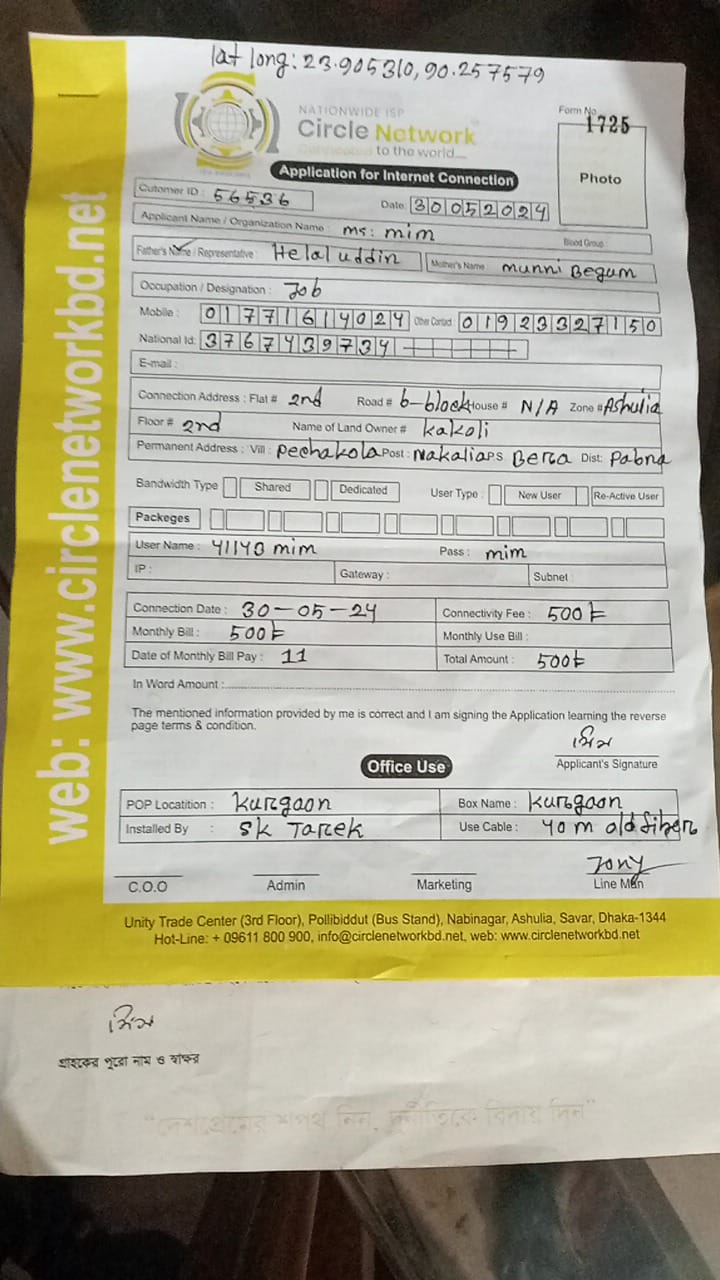 lat long: 23.905310, 90.257579
NATIONWIDE ISP
Circle Network
Connected to the world...
Form No.
1725
Photo
Application for Internet Connection
Cutomer ID : 56536
Date: 30052024
Applicant Name / Organization Name : ms: mim
Blood Group :
Father's Name / Representative : Helal uddin Mother's Name : munni Begum
Occupation / Designation : Job
Mobile : 01771614024 Other Contact : 01923327150
National Id: 3767439734
E-mail :
Connection Address : Flat # 2nd Road # b-block House # N/A Zone # Ashulia
Floor # 2nd Name of Land Owner # kakoli
Permanent Address : Vill : Pechakola Post : Nakalia PS Bera Dist: Pabna
Bandwidth Type Shared Dedicated User Type : New User Re-Active User
Packeges
User Name : 41140 mim Pass : mim
IP : Gateway : Subnet :
Connection Date : 30-05-24 Connectivity Fee : 500৳
Monthly Bill : 500৳ Monthly Use Bill :
Date of Monthly Bill Pay : 11 Total Amount : 500৳
In Word Amount :
The mentioned information provided by me is correct and I am signing the Application learning the reverse
page terms & condition.
মিম
Applicant's Signature
Office Use
POP Locatition : kurgaon Box Name : kurgaon
Installed By : SK Tarek Use Cable : 40 m old fiber
Tony
C.O.O Admin Marketing Line Man
Unity Trade Center (3rd Floor), Pollibiddut (Bus Stand), Nabinagar, Ashulia, Savar, Dhaka-1344
Hot-Line: + 09611 800 900, info@circlenetworkbd.net, web: www.circlenetworkbd.net
web: www.circlenetworkbd.net
মিম
গ্রাহকের পুরো নাম ও স্বাক্ষর
"দেশপ্রেমের শপথ নিন, দুর্নীতিকে বিদায় দিন"